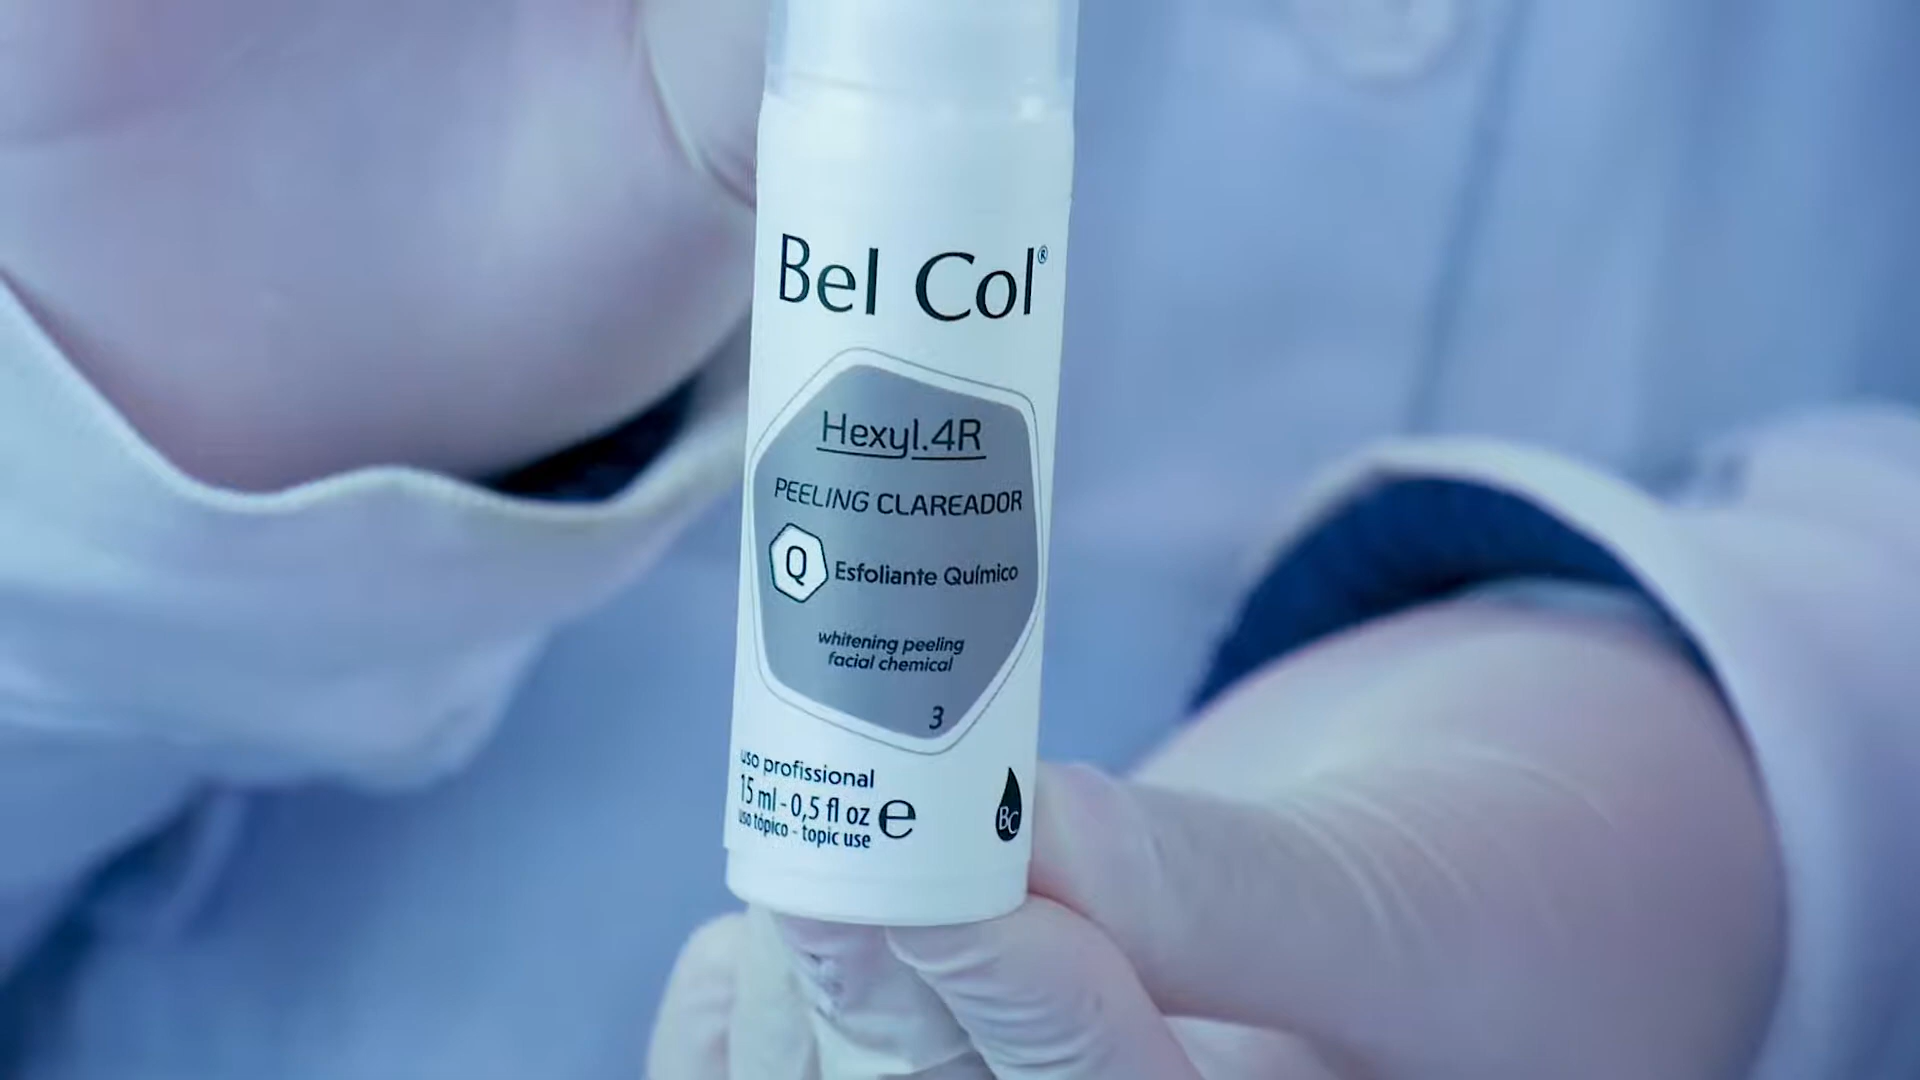 Bel Col®
Hexyl.4R
PEELING CLAREADOR
Q Esfoliante Químico
whitening peeling
facial chemical
3
uso profissional
15 ml - 0,5 fl oz e
uso tópico - topic use
BC